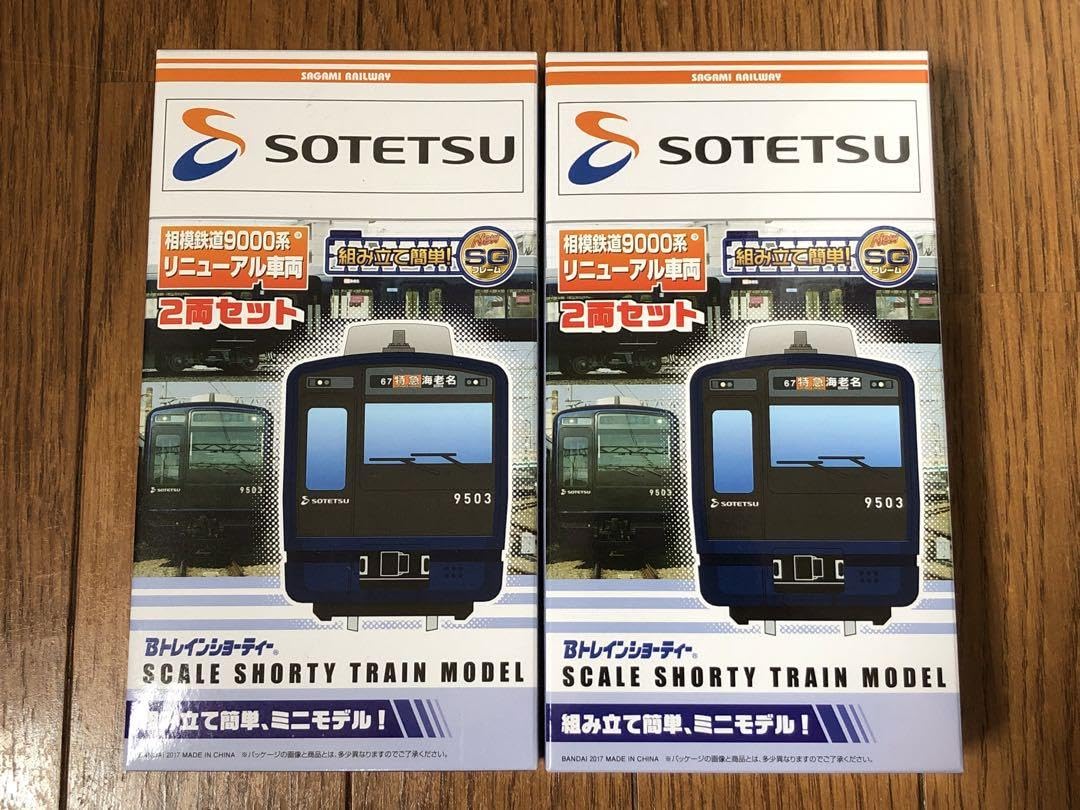 SAGAMI RAILWAY
SOTETSU
相模鉄道9000系
リニューアル車両
2両セット
組み立て簡単!
New
SG
フレーム
67 特急 海老名
SOTETSU
9503
SOTETSU
9503
Bトレインショーティー®
SCALE SHORTY TRAIN MODEL
組み立て簡単、ミニモデル!
BANDAI 2017 MADE IN CHINA ※パッケージの画像と商品とは、多少異なりますのでご了承ください。
SAGAMI RAILWAY
SOTETSU
相模鉄道9000系
リニューアル車両
2両セット
組み立て簡単!
New
SG
フレーム
67 特急 海老名
SOTETSU
9503
SOTETSU
9503
Bトレインショーティー®
SCALE SHORTY TRAIN MODEL
組み立て簡単、ミニモデル!
BANDAI 2017 MADE IN CHINA ※パッケージの画像と商品とは、多少異なりますのでご了承ください。